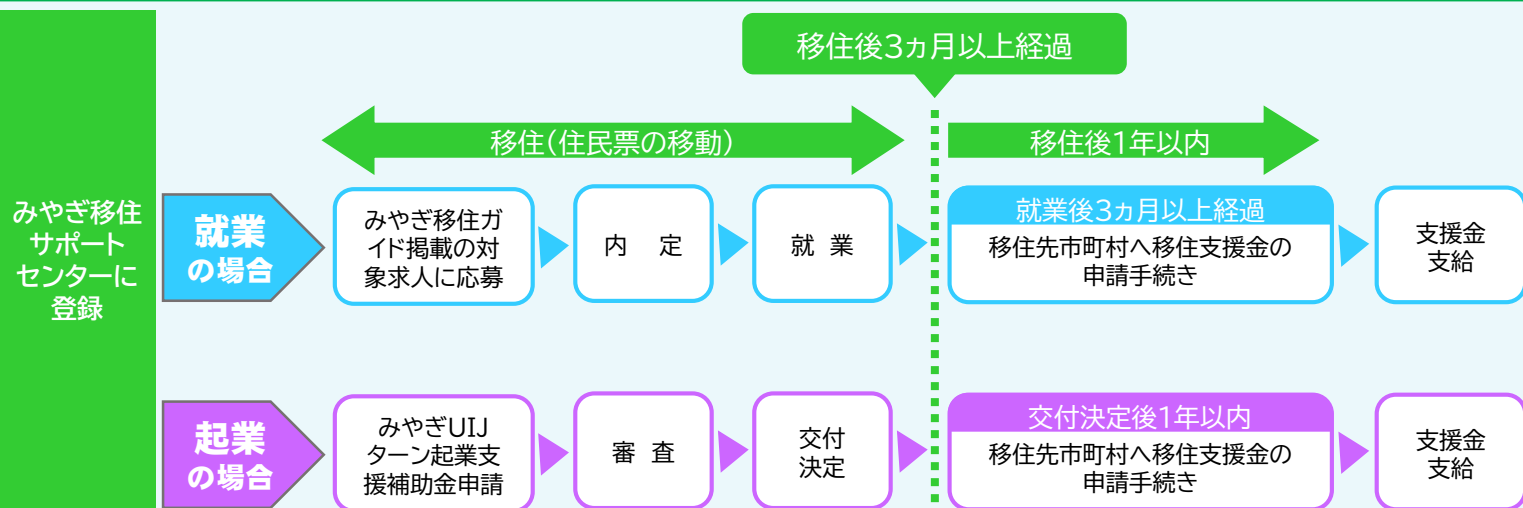 移住後3ヵ月以上経過
移住(住民票の移動)
移住後1年以内
みやぎ移住
サポート
センターに
登録
就業
の場合
みやぎ移住ガ
イド掲載の対
象求人に応募
内 定
就 業
就業後3ヵ月以上経過
移住先市町村へ移住支援金の
申請手続き
支援金
支給
起業
の場合
みやぎUIJ
ターン起業支
援補助金申請
審 査
交付
決定
交付決定後1年以内
移住先市町村へ移住支援金の
申請手続き
支援金
支給